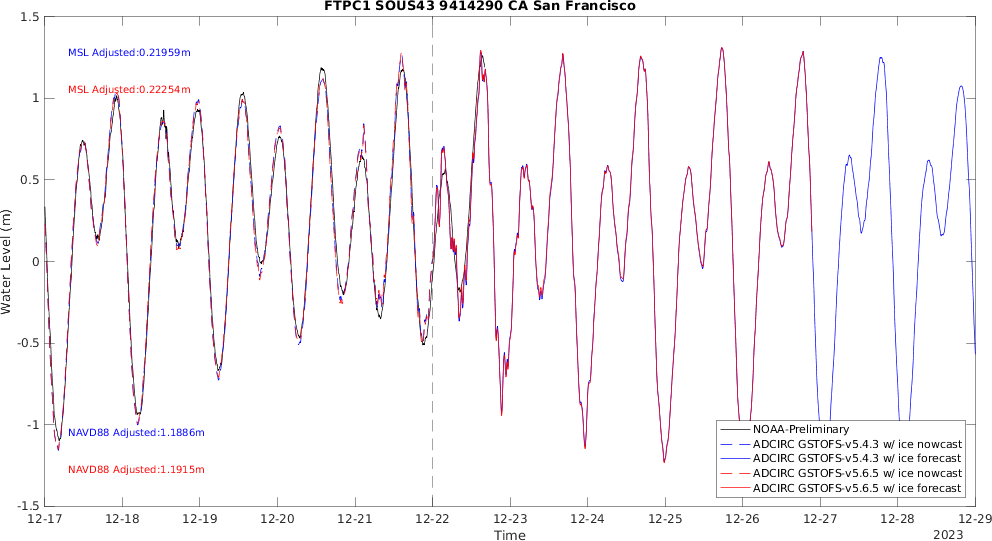 FTPC1 SOUS43 9414290 CA San Francisco
1.5
1
0.5
0
-0.5
-1
-1.5
Water Level (m)
MSL Adjusted:0.21959m
MSL Adjusted:0.22254m
NAVD88 Adjusted:1.1886m
NAVD88 Adjusted:1.1915m
NOAA-Preliminary
ADCIRC GSTOFS-v5.4.3 w/ ice nowcast
ADCIRC GSTOFS-v5.4.3 w/ ice forecast
ADCIRC GSTOFS-v5.6.5 w/ ice nowcast
ADCIRC GSTOFS-v5.6.5 w/ ice forecast
12-17 12-18 12-19 12-20 12-21 12-22 12-23 12-24 12-25 12-26 12-27 12-28 12-29
Time
2023